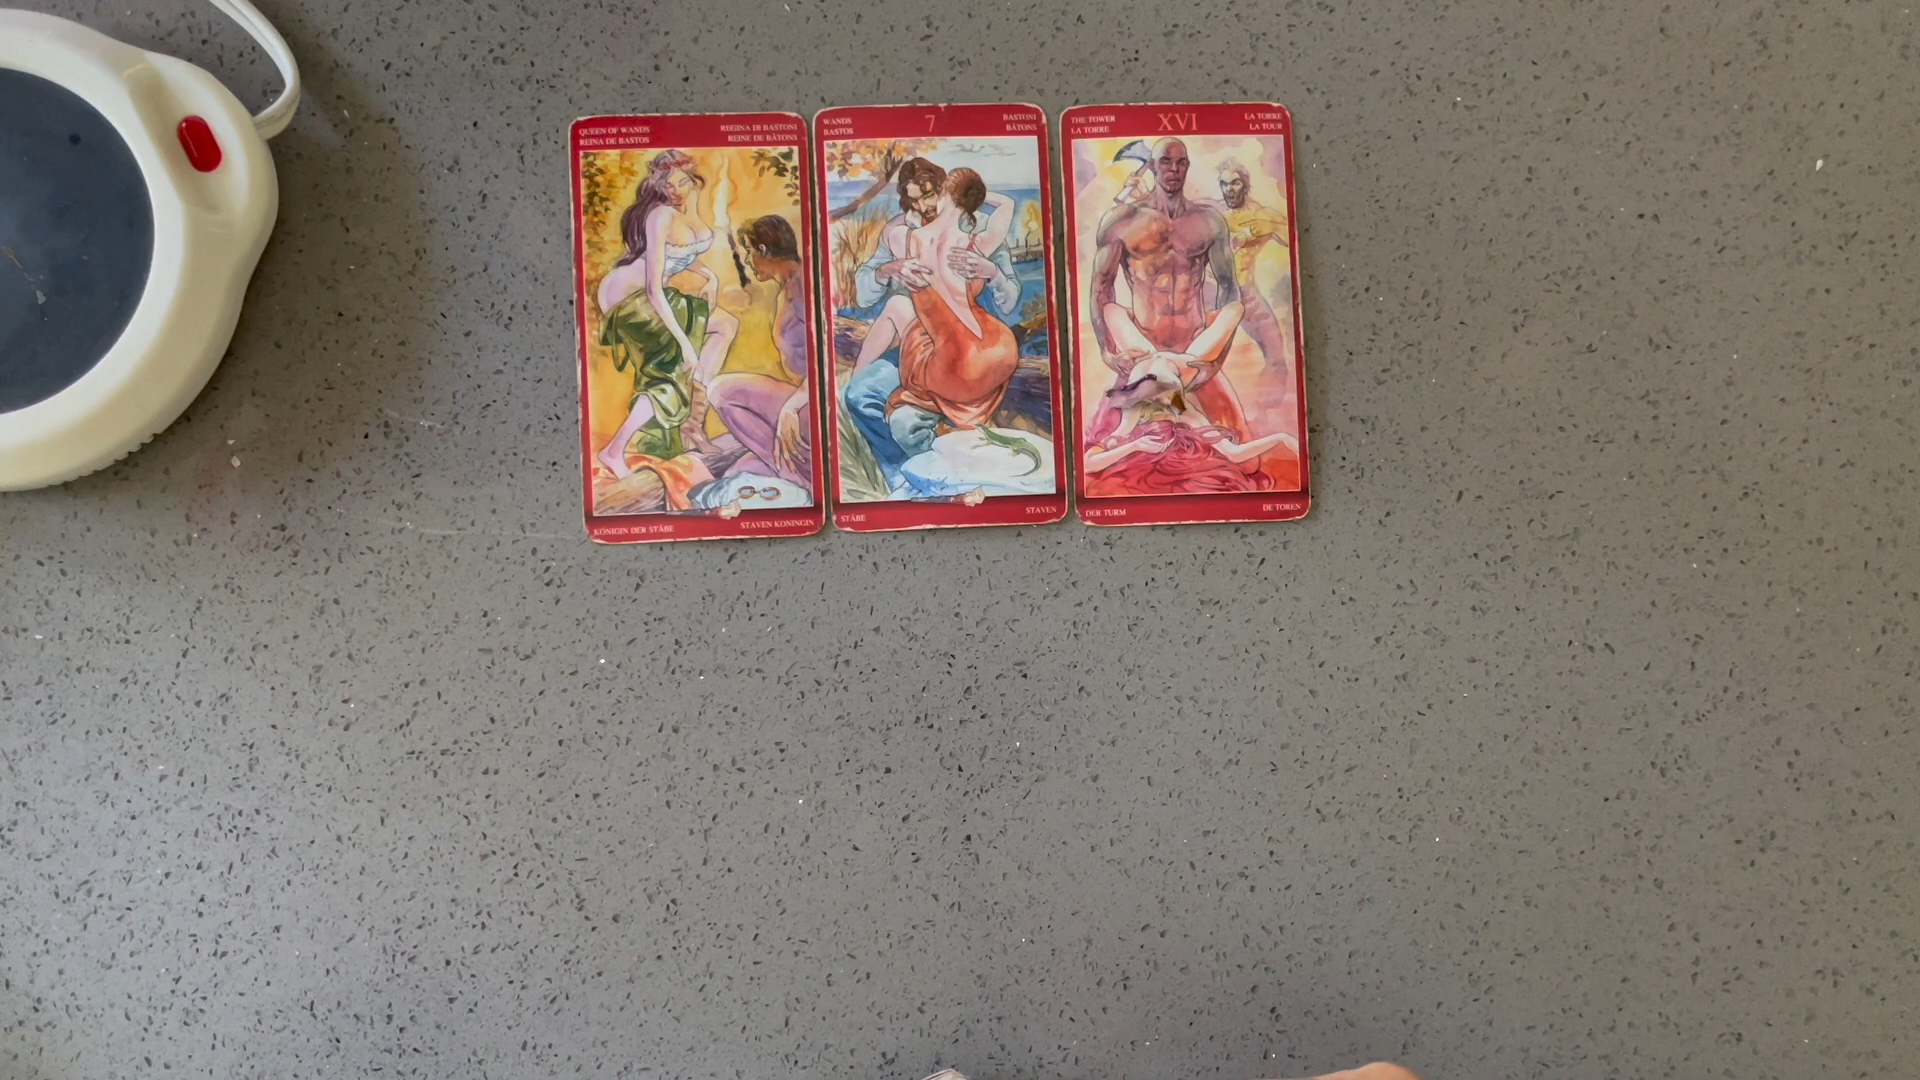 QUEEN OF WANDS
REINA DE BASTOS
REGINA DI BASTONI
REINE DE BÂTONS
KÖNIGIN DER STÄBE
STAVEN KONINGIN
WANDS
BASTOS
7
BASTONI
BÂTONS
STÄBE
STAVEN
THE TOWER
LA TORRE
XVI
LA TORRE
LA TOUR
DER TURM
DE TOREN